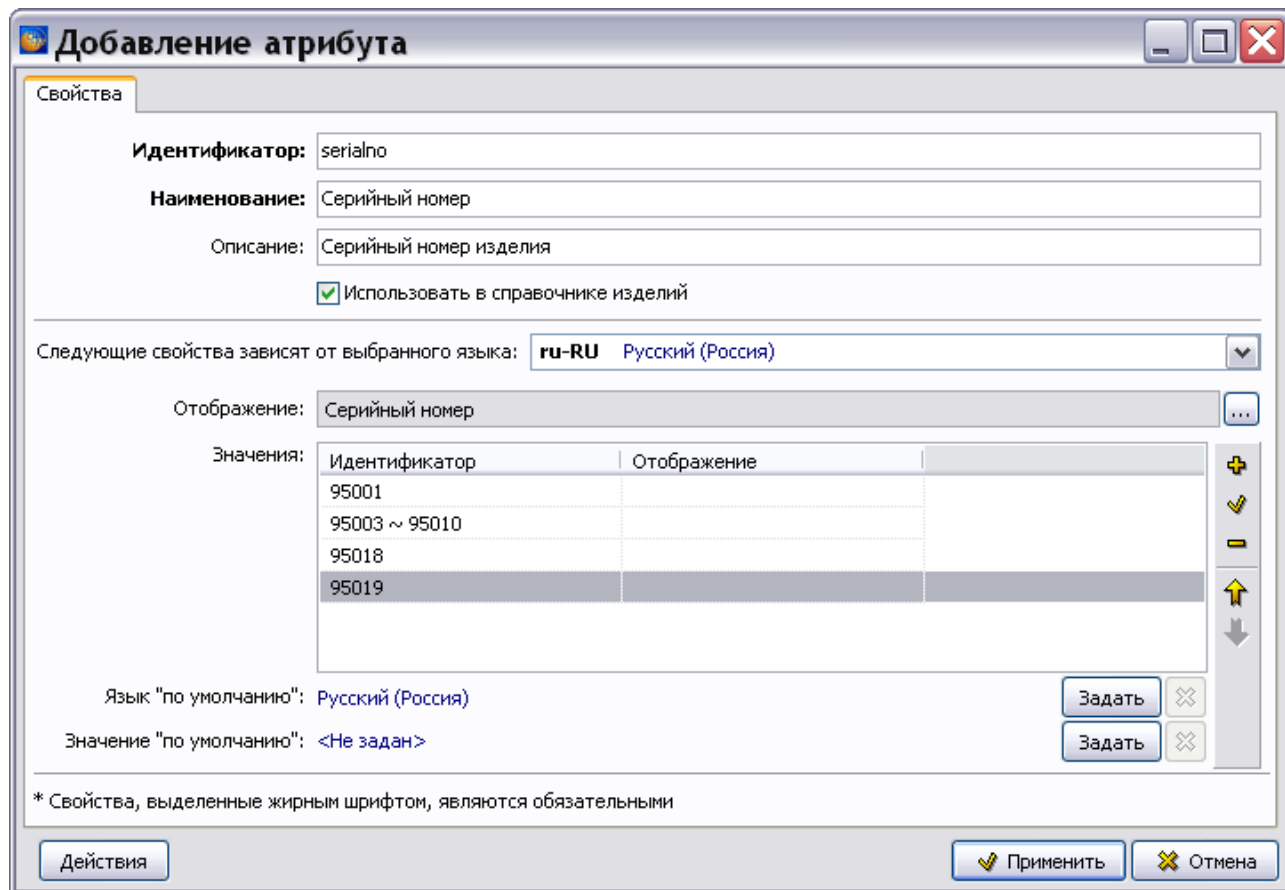 Добавление атрибута
Свойства
Идентификатор: serialno
Наименование: Серийный номер
Описание: Серийный номер изделия
Использовать в справочнике изделий
Следующие свойства зависят от выбранного языка: ru-RU Русский (Россия)
Отображение: Серийный номер ...
Значения: Идентификатор Отображение
95001
95003 ~ 95010
95018
95019
Язык "по умолчанию": Русский (Россия) Задать
Значение "по умолчанию": <Не задан> Задать
* Свойства, выделенные жирным шрифтом, являются обязательными
Действия Применить Отмена